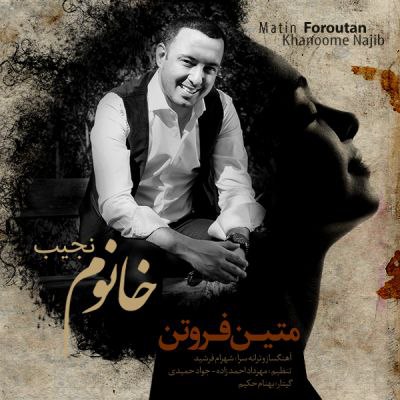 Matin Foroutan
Khanoome Najib
نجیب
خانوم
متین فروتن
آهنگساز و ترانه سرا : شهرام فرشید
تنظیم : مهرداد احمدزاده - جواد حمیدی
گیتار : بهنام حکیم